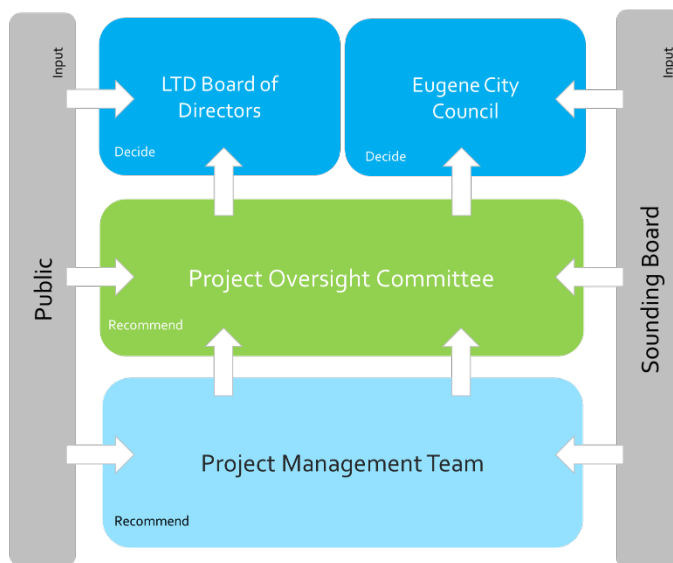 Input
Public
LTD Board of
Directors
Decide
Eugene City
Council
Decide
Input
Sounding Board
Project Oversight Committee
Recommend
Project Management Team
Recommend